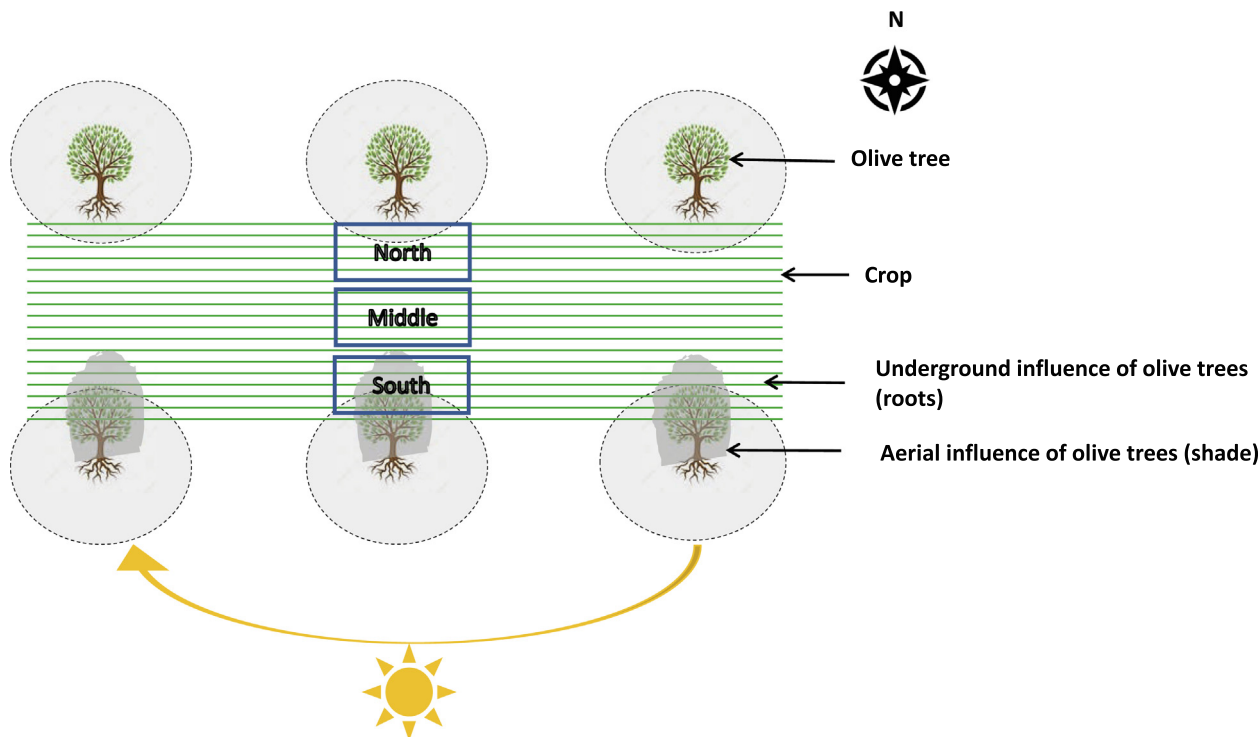 N
Olive tree
North
Crop
Middle
Underground influence of olive trees
(roots)
South
Aerial influence of olive trees (shade)